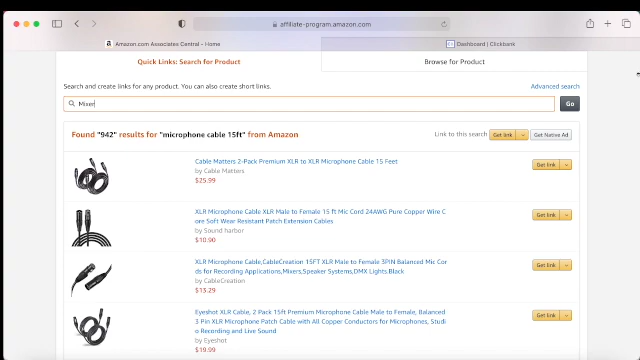 affiliate-program.amazon.com
Amazon.com Associates Central - Home
Dashboard | Clickbank
Quick Links: Search for Product
Browse for Product
Search and create links for any product. You can also create short links.
Advanced search
Mixer
Go
Found "942" results for "microphone cable 15ft" from Amazon
Link to this search
Get link
Get Native Ad
Cable Matters 2-Pack Premium XLR to XLR Microphone Cable 15 Feet
by Cable Matters
$25.99
Get link
XLR Microphone Cable XLR Male to Female 15 ft Mic Cord 24AWG Pure Copper Wire C
ore Soft Wear Resistant Patch Extension Cables
by Sound harbor
$10.90
Get link
XLR Microphone Cable,CableCreation 15FT XLR Male to Female 3PIN Balanced Mic Cor
ds for Recording Applications,Mixers,Speaker Systems,DMX Lights,Black
by CableCreation
$13.29
Get link
Eyeshot XLR Cable, 2 Pack 15ft Premium Microphone Cable Male to Female, Balanced
3 Pin XLR Microphone Patch Cable with All Copper Conductors for Microphones, Studi
o Recording and Live Sound
by Eyeshot
$19.99
Get link